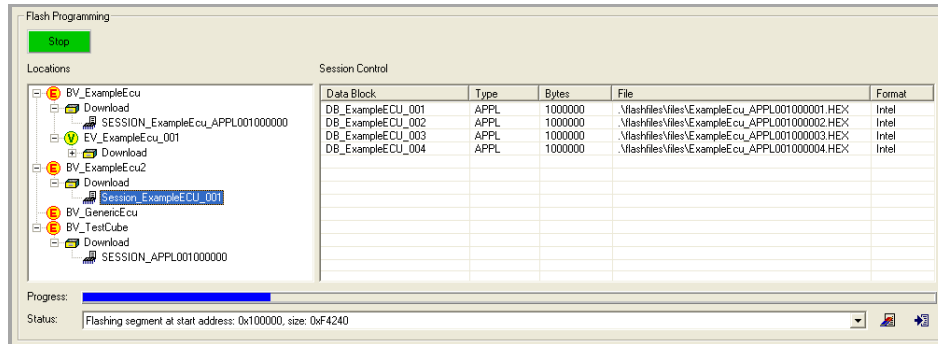 Flash Programming
Stop
Locations
Session Control
BV_ExampleEcu
Download
SESSION_ExampleEcu_APPL001000000
EV_ExampleEcu_001
Download
BV_ExampleEcu2
Download
Session_ExampleECU_001
BV_GenericEcu
BV_TestCube
Download
SESSION_APPL001000000
Data Block Type Bytes File Format
DB_ExampleECU_001 APPL 1000000 .\flashfiles\files\ExampleEcu_APPL001000001.HEX Intel
DB_ExampleECU_002 APPL 1000000 .\flashfiles\files\ExampleEcu_APPL001000002.HEX Intel
DB_ExampleECU_003 APPL 1000000 .\flashfiles\files\ExampleEcu_APPL001000003.HEX Intel
DB_ExampleECU_004 APPL 1000000 .\flashfiles\files\ExampleEcu_APPL001000004.HEX Intel
Progress:
Status: Flashing segment at start address: 0x100000, size: 0xF4240